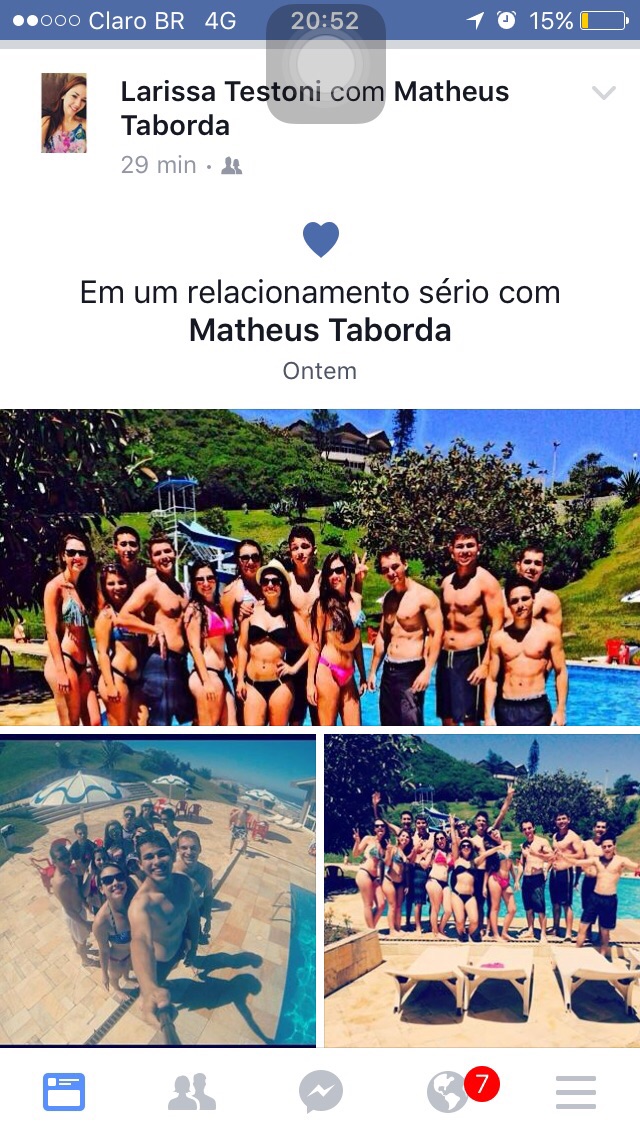 Claro BR 4G 20:52 15%
Larissa Testoni com Matheus
Taborda
29 min ·
Em um relacionamento sério com
Matheus Taborda
Ontem
7